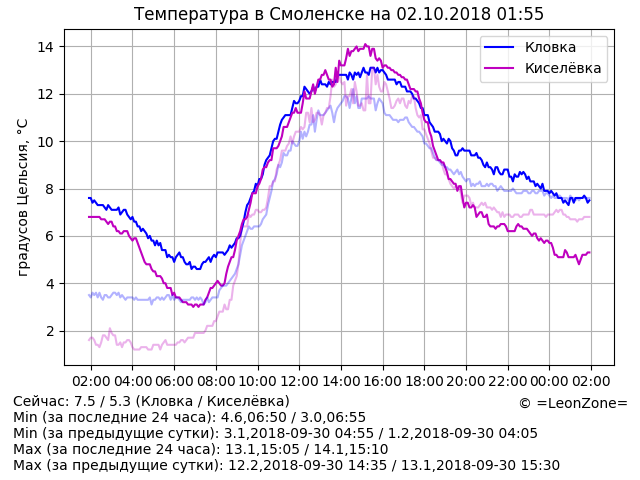 Температура в Смоленске на 02.10.2018 01:55
Кловка
Киселёвка
градусов Цельсия, °C
14
12
10
8
6
4
2
02:00 04:00 06:00 08:00 10:00 12:00 14:00 16:00 18:00 20:00 22:00 00:00 02:00
Сейчас: 7.5 / 5.3 (Кловка / Киселёвка)
© =LeonZone=
Min (за последние 24 часа): 4.6,06:50 / 3.0,06:55
Min (за предыдущие сутки): 3.1,2018-09-30 04:55 / 1.2,2018-09-30 04:05
Max (за последние 24 часа): 13.1,15:05 / 14.1,15:10
Max (за предыдущие сутки): 12.2,2018-09-30 14:35 / 13.1,2018-09-30 15:30